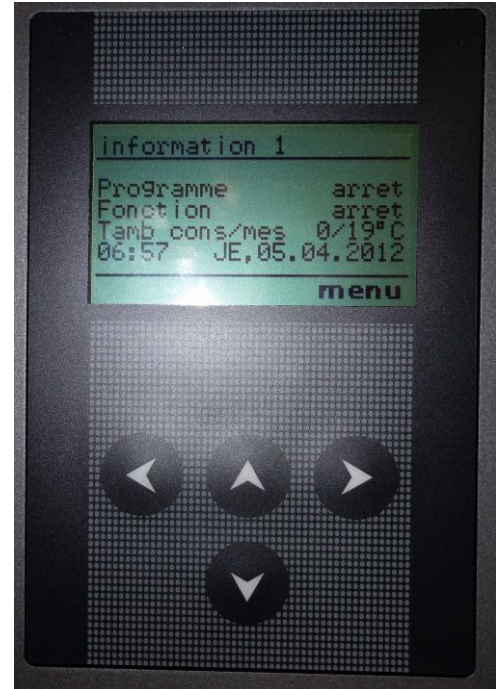 information 1
Programme arret
Fonction arret
Tamb cons/mes 0/19°C
06:57 JE,05.04.2012
menu